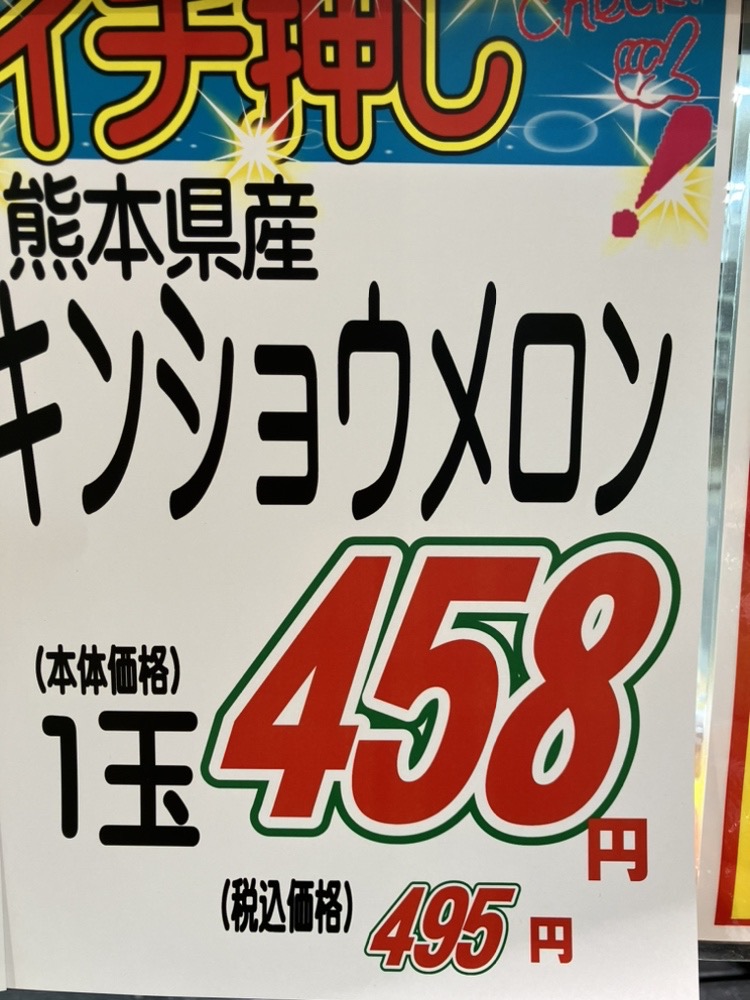 イチ押し
CHECK!
熊本県産
キンショウメロン
(本体価格)
1玉 458円
(税込価格) 495円